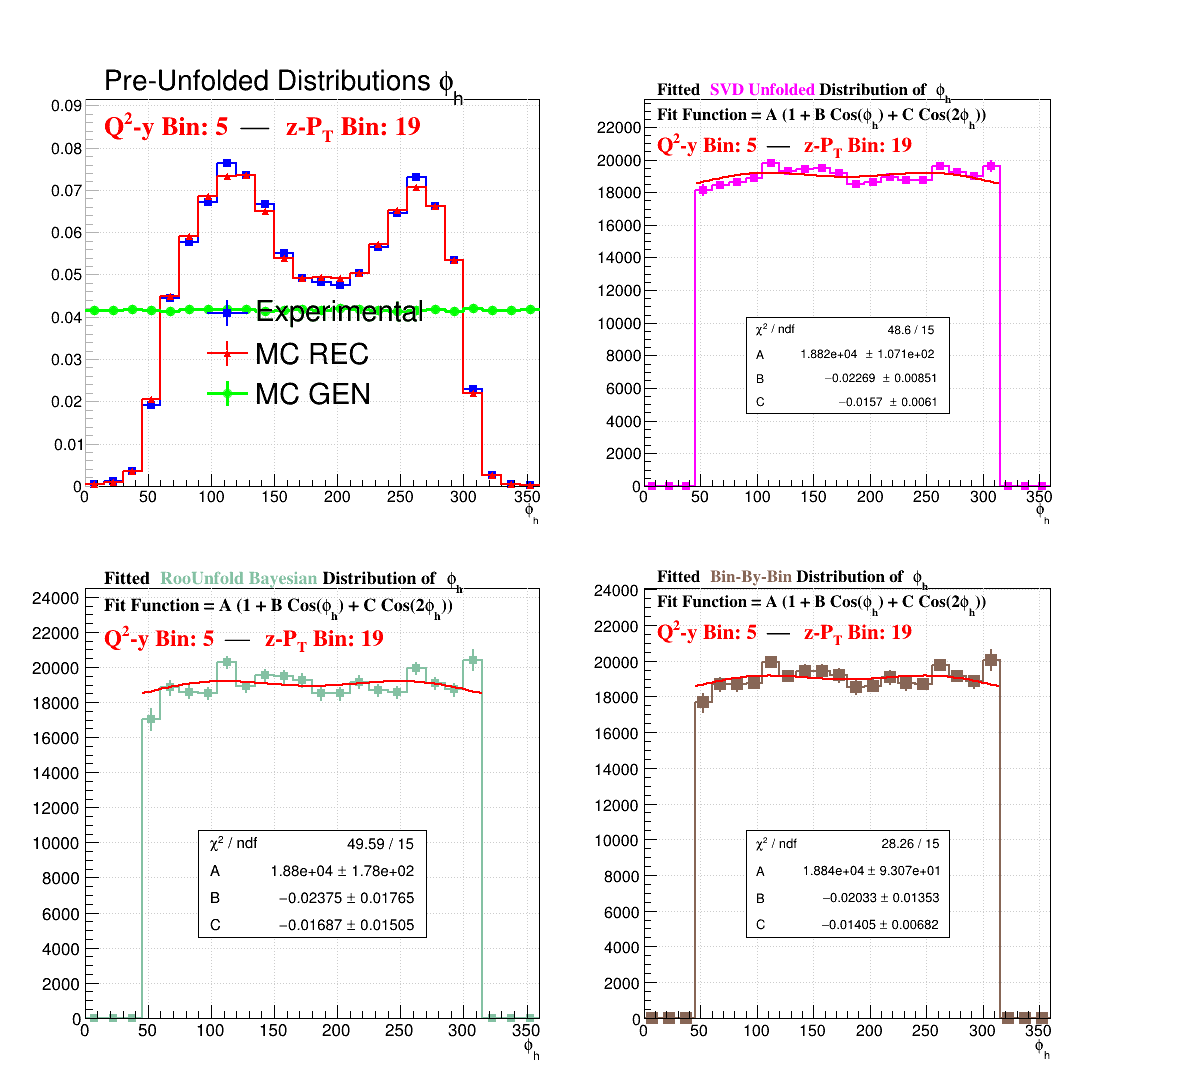 Pre-Unfolded Distributions ϕh
Q²-y Bin: 5 — z-PT Bin: 19
0.09
0.08
0.07
0.06
0.05
0.04
0.03
0.02
0.01
0
Experimental
MC REC
MC GEN
0 50 100 150 200 250 300 350
ϕh
Fitted SVD Unfolded Distribution of ϕh
Fit Function = A (1 + B Cos(ϕh) + C Cos(2ϕh))
Q²-y Bin: 5 — z-PT Bin: 19
22000
20000
18000
16000
14000
12000
10000
8000
6000
4000
2000
0
χ² / ndf 48.6 / 15
A 1.882e+04 ± 1.071e+02
B −0.02269 ± 0.00851
C −0.0157 ± 0.0061
0 50 100 150 200 250 300 350
ϕh
Fitted RooUnfold Bayesian Distribution of ϕh
Fit Function = A (1 + B Cos(ϕh) + C Cos(2ϕh))
Q²-y Bin: 5 — z-PT Bin: 19
24000
22000
20000
18000
16000
14000
12000
10000
8000
6000
4000
2000
0
χ² / ndf 49.59 / 15
A 1.88e+04 ± 1.78e+02
B −0.02375 ± 0.01765
C −0.01687 ± 0.01505
0 50 100 150 200 250 300 350
ϕh
Fitted Bin-By-Bin Distribution of ϕh
Fit Function = A (1 + B Cos(ϕh) + C Cos(2ϕh))
Q²-y Bin: 5 — z-PT Bin: 19
24000
22000
20000
18000
16000
14000
12000
10000
8000
6000
4000
2000
0
χ² / ndf 28.26 / 15
A 1.884e+04 ± 9.307e+01
B −0.02033 ± 0.01353
C −0.01405 ± 0.00682
0 50 100 150 200 250 300 350
ϕh